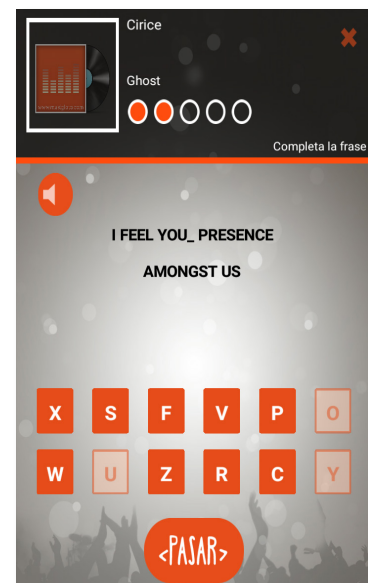 Cirice
Ghost
Completa la frase
I FEEL YOU_ PRESENCE
AMONGST US
X S F V P O
W U Z R C Y
<PASAR>